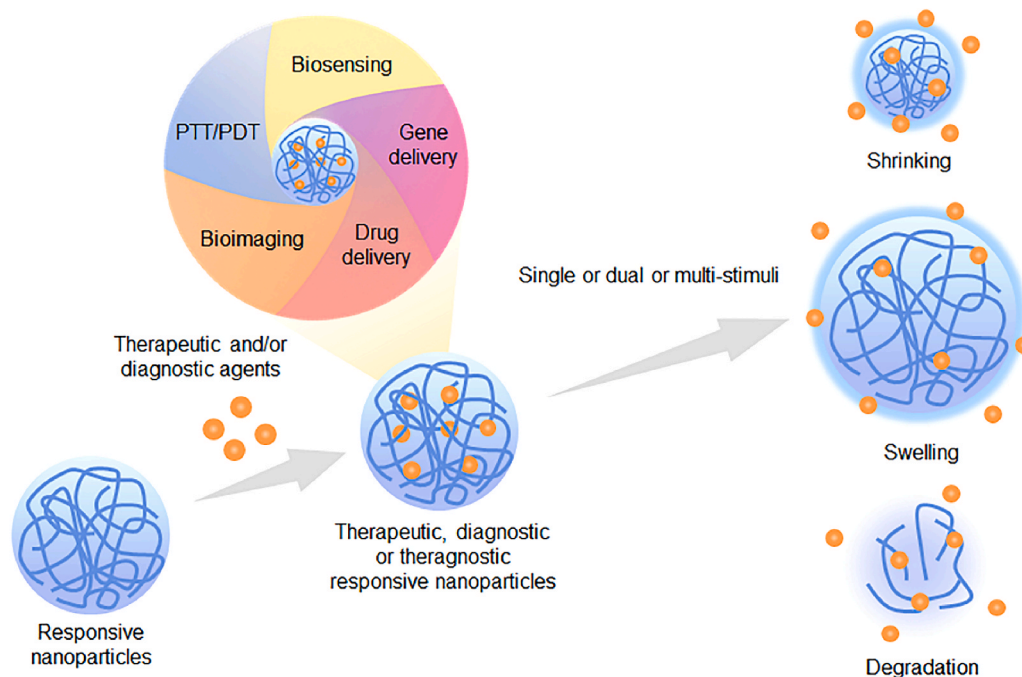 Biosensing
PTT/PDT
Gene
delivery
Bioimaging
Drug
delivery
Shrinking
Single or dual or multi-stimuli
Therapeutic and/or
diagnostic agents
Swelling
Therapeutic, diagnostic
or theragnostic
responsive nanoparticles
Responsive
nanoparticles
Degradation